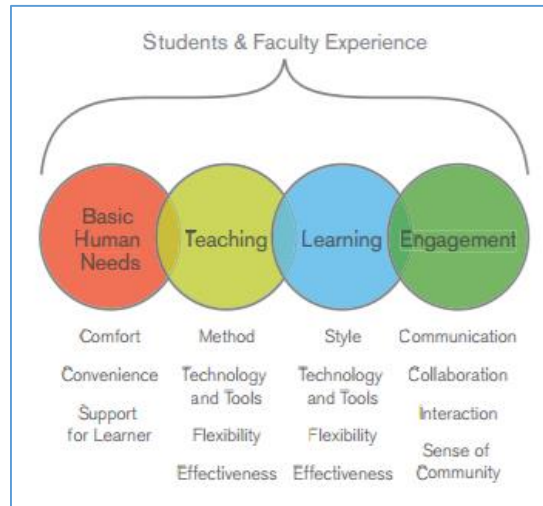 Students & Faculty Experience
Basic
Human
Needs
Teaching
Learning
Engagement
Comfort
Convenience
Support
for Learner
Method
Technology
and Tools
Flexibility
Effectiveness
Style
Technology
and Tools
Flexibility
Effectiveness
Communication
Collaboration
Interaction
Sense of
Community